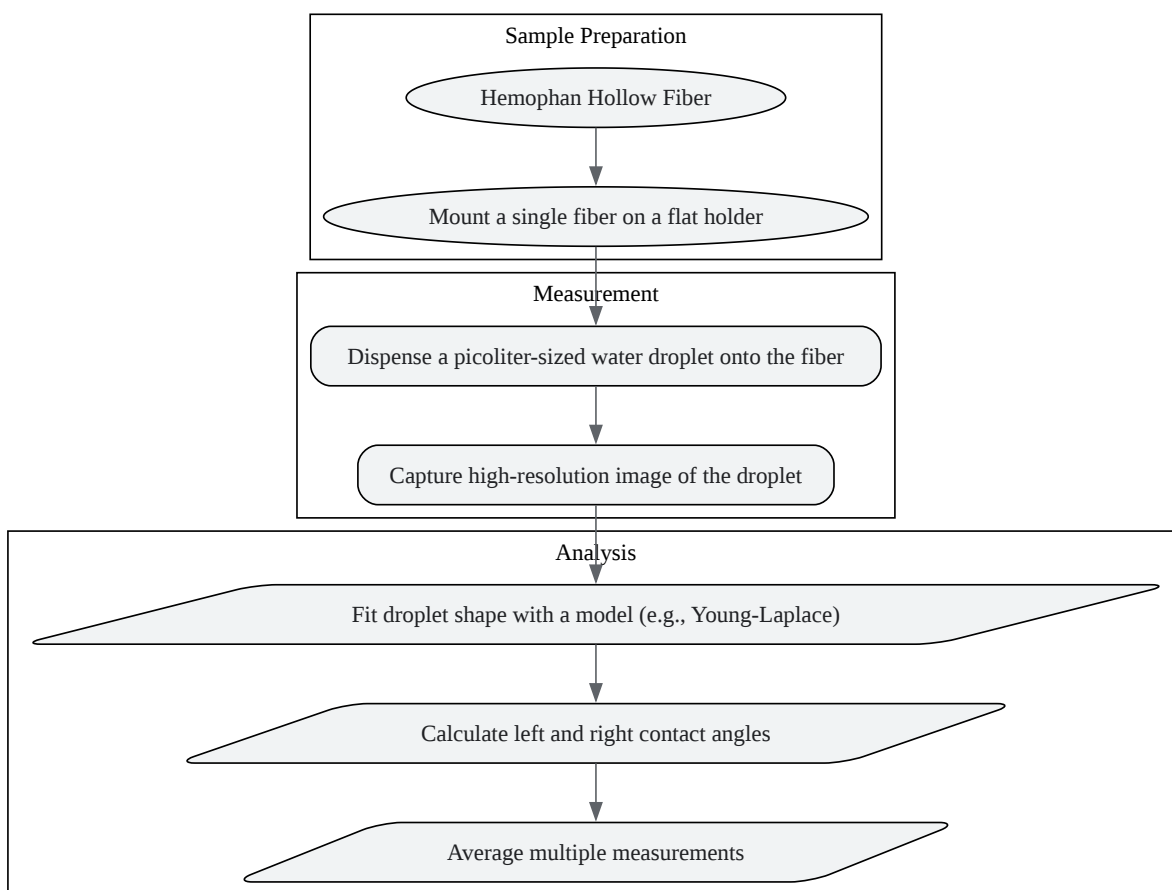 Sample Preparation
Hemophan Hollow Fiber
Mount a single fiber on a flat holder
Measurement
Dispense a picoliter-sized water droplet onto the fiber
Capture high-resolution image of the droplet
Analysis
Fit droplet shape with a model (e.g., Young-Laplace)
Calculate left and right contact angles
Average multiple measurements